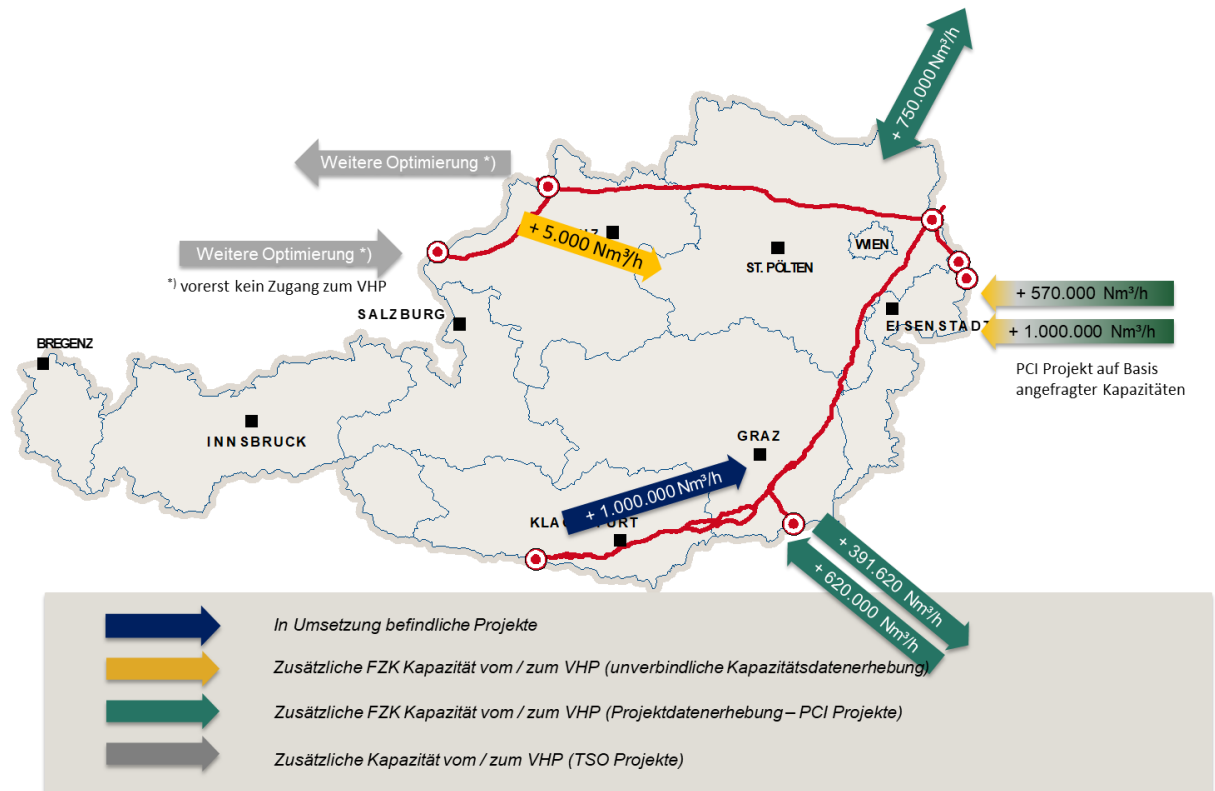 + 750.000 Nm³/h
Weitere Optimierung *)
+ 5.000 Nm³/h
Weitere Optimierung *)
*) vorerst kein Zugang zum VHP
WIEN
ST. PÖLTEN
+ 570.000 Nm³/h
EISENSTADT
+ 1.000.000 Nm³/h
SALZBURG
BREGENZ
PCI Projekt auf Basis
angefragter Kapazitäten
INNSBRUCK
GRAZ
+ 1.000.000 Nm³/h
+ 391.620 Nm³/h
+ 620.000 Nm³/h
In Umsetzung befindliche Projekte
Zusätzliche FZK Kapazität vom / zum VHP (unverbindliche Kapazitätsdatenerhebung)
Zusätzliche FZK Kapazität vom / zum VHP (Projektdatenerhebung – PCI Projekte)
Zusätzliche Kapazität vom / zum VHP (TSO Projekte)